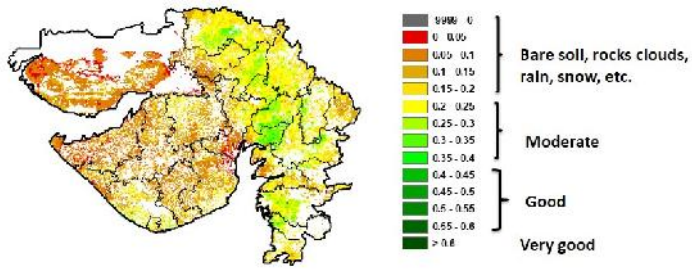 9999 - 0
0 - 0.05
0.05 - 0.1
0.1 - 0.15
0.15 - 0.2
0.2 - 0.25
0.25 - 0.3
0.3 - 0.35
0.35 - 0.4
0.4 - 0.45
0.45 - 0.5
0.5 - 0.55
0.55 - 0.6
> 0.6
Bare soil, rocks clouds,
rain, snow, etc.
Moderate
Good
Very good